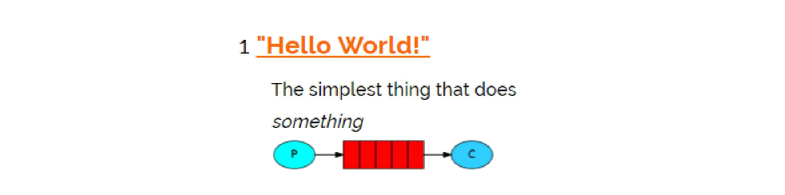 1 "Hello World!"
The simplest thing that does
something
P C